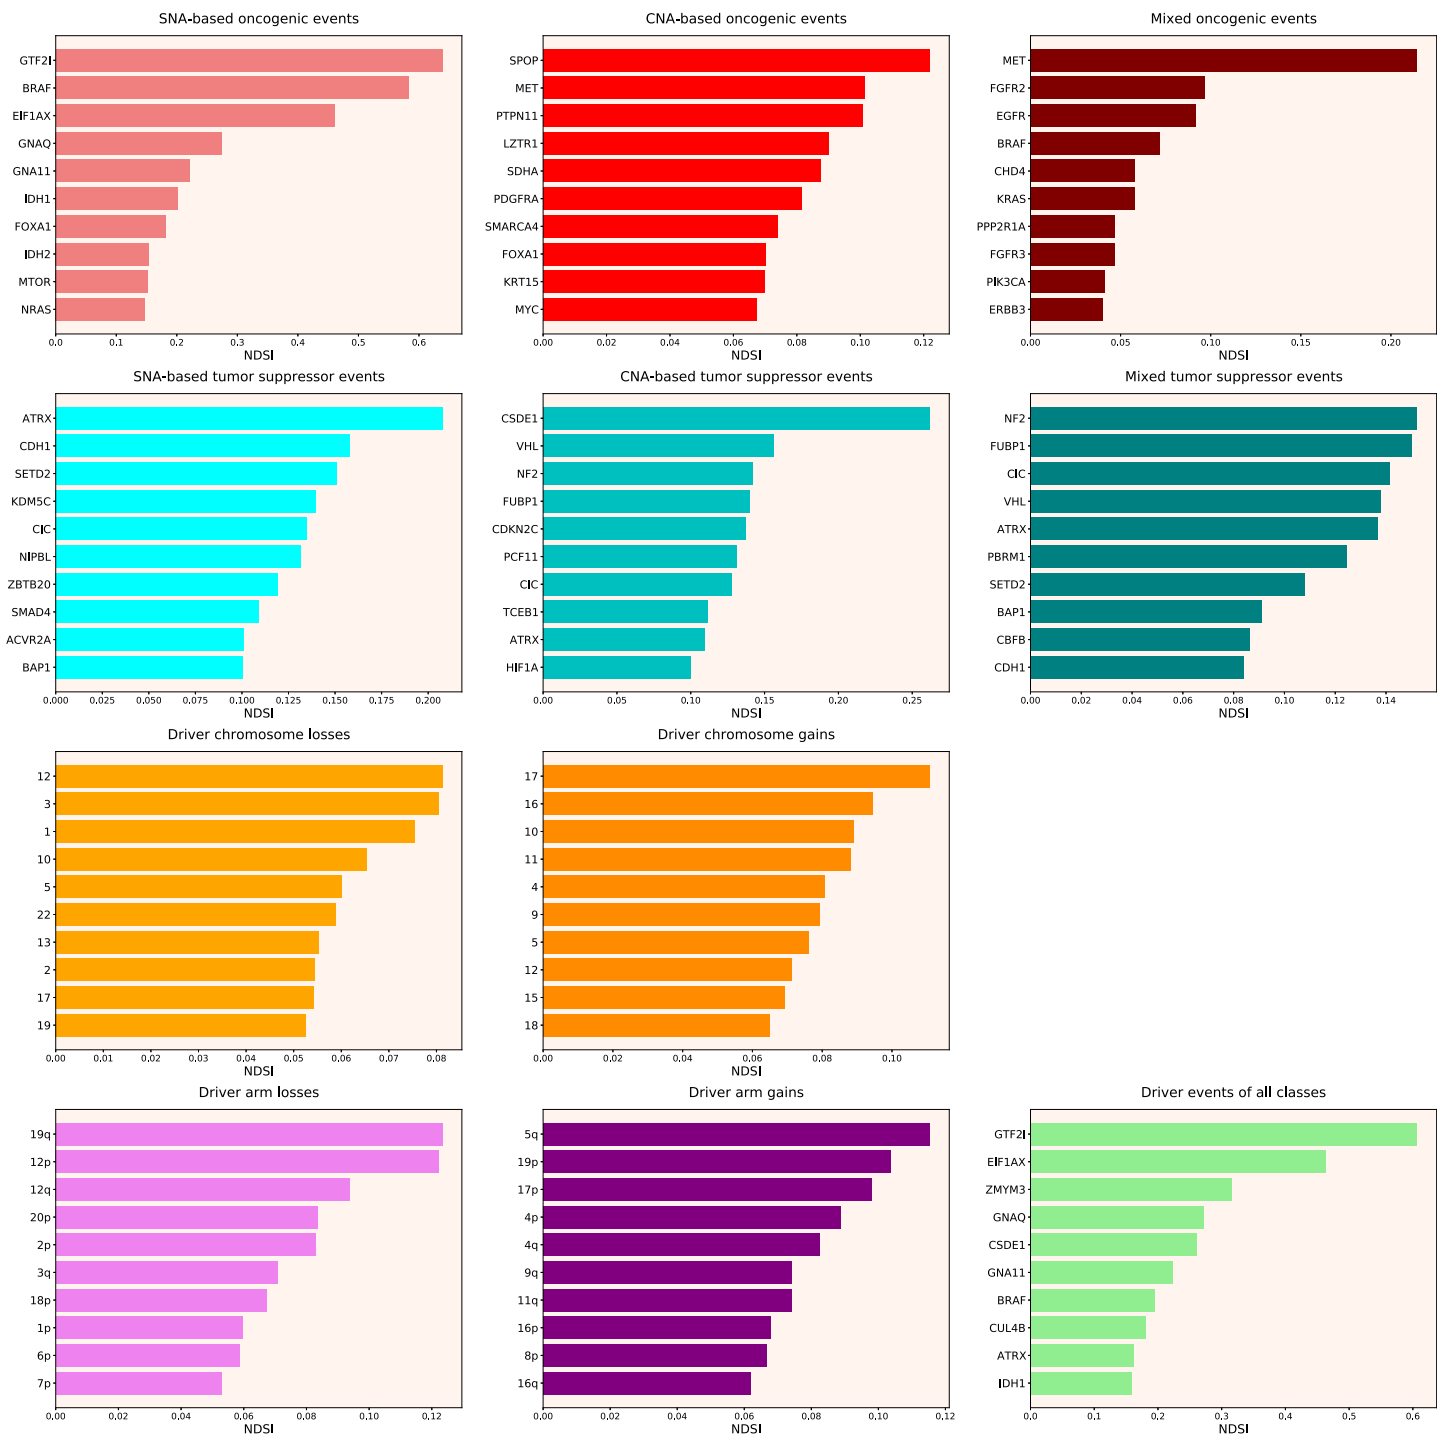 SNA-based oncogenic events
GTF2I
BRAF
EIF1AX
GNAQ
GNA11
IDH1
FOXA1
IDH2
MTOR
NRAS
0.0 0.1 0.2 0.3 0.4 0.5 0.6
NDSI
CNA-based oncogenic events
SPOP
MET
PTPN11
LZTR1
SDHA
PDGFRA
SMARCA4
FOXA1
KRT15
MYC
0.00 0.02 0.04 0.06 0.08 0.10 0.12
NDSI
Mixed oncogenic events
MET
FGFR2
EGFR
BRAF
CHD4
KRAS
PPP2R1A
FGFR3
PIK3CA
ERBB3
0.00 0.05 0.10 0.15 0.20
NDSI
SNA-based tumor suppressor events
ATRX
CDH1
SETD2
KDM5C
CIC
NIPBL
ZBTB20
SMAD4
ACVR2A
BAP1
0.000 0.025 0.050 0.075 0.100 0.125 0.150 0.175 0.200
NDSI
CNA-based tumor suppressor events
CSDE1
VHL
NF2
FUBP1
CDKN2C
PCF11
CIC
TCEB1
ATRX
HIF1A
0.00 0.05 0.10 0.15 0.20 0.25
NDSI
Mixed tumor suppressor events
NF2
FUBP1
CIC
VHL
ATRX
PBRM1
SETD2
BAP1
CBFB
CDH1
0.00 0.02 0.04 0.06 0.08 0.10 0.12 0.14
NDSI
Driver chromosome losses
12
3
1
10
5
22
13
2
17
19
0.00 0.01 0.02 0.03 0.04 0.05 0.06 0.07 0.08
NDSI
Driver chromosome gains
17
16
10
11
4
9
5
12
15
18
0.00 0.02 0.04 0.06 0.08 0.10
NDSI
Driver arm losses
19q
12p
12q
20p
2p
3q
18p
1p
6p
7p
0.00 0.02 0.04 0.06 0.08 0.10 0.12
NDSI
Driver arm gains
5q
19p
17p
4p
4q
9q
11q
16p
8p
16q
0.00 0.02 0.04 0.06 0.08 0.10 0.12
NDSI
Driver events of all classes
GTF2I
EIF1AX
ZMYM3
GNAQ
CSDE1
GNA11
BRAF
CUL4B
ATRX
IDH1
0.0 0.1 0.2 0.3 0.4 0.5 0.6
NDSI